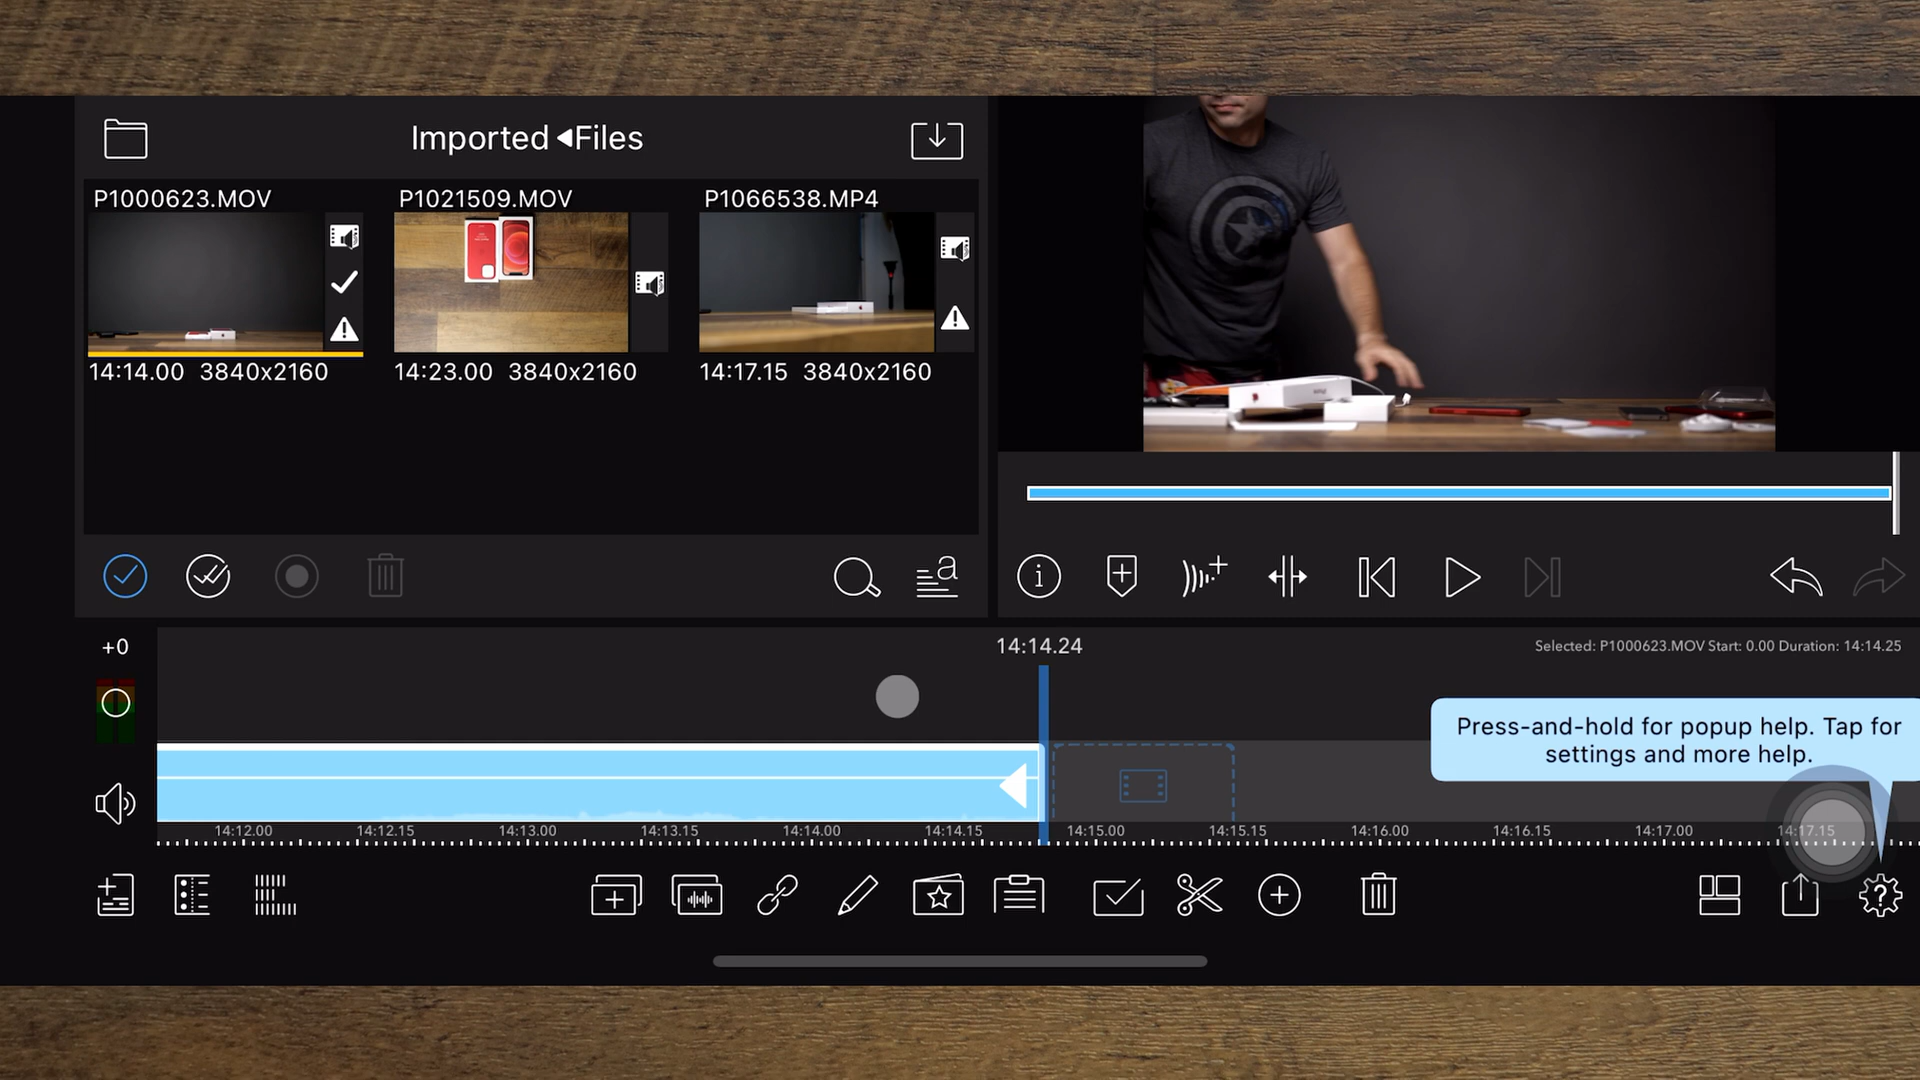 Imported ◀Files
P1000623.MOV
P1021509.MOV
P1066538.MP4
14:14.00 3840x2160
14:23.00 3840x2160
14:17.15 3840x2160
a
+0
14:14.24
Selected: P1000623.MOV Start: 0.00 Duration: 14:14.25
Press-and-hold for popup help. Tap for
settings and more help.
14:12.00 14:12.15 14:13.00 14:13.15 14:14.00 14:14.15 14:15.00 14:15.15 14:16.00 14:16.15 14:17.00 14:17.15